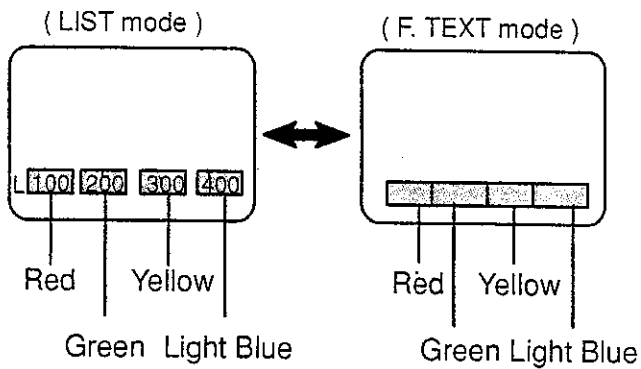 ( LIST mode )
( F. TEXT mode )
L 100 200 300 400
Red Yellow
Green Light Blue
Red Yellow
Green Light Blue